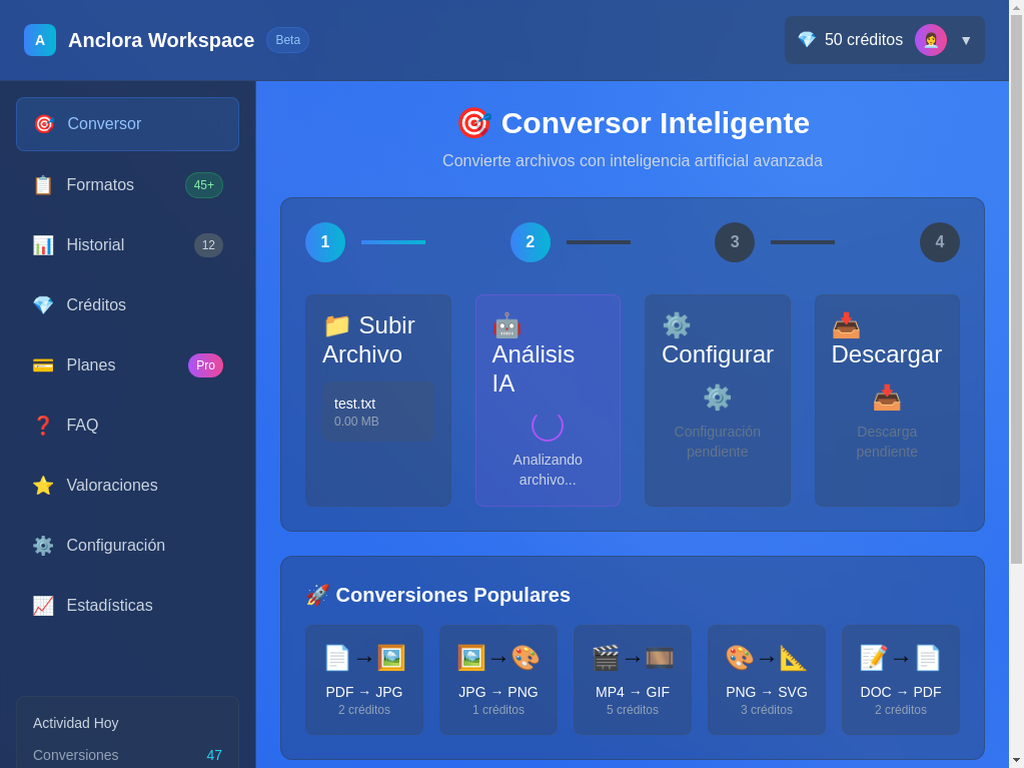 A Anclora Workspace Beta
50 créditos
Conversor
Formatos 45+
Historial 12
Créditos
Planes Pro
FAQ
Valoraciones
Configuración
Estadísticas
Actividad Hoy
Conversiones 47
Conversor Inteligente
Convierte archivos con inteligencia artificial avanzada
1 2 3 4
Subir
Archivo
test.txt
0.00 MB
Análisis
IA
Analizando
archivo...
Configurar
Configuración
pendiente
Descargar
Descarga
pendiente
Conversiones Populares
PDF → JPG
2 créditos
JPG → PNG
1 créditos
MP4 → GIF
5 créditos
PNG → SVG
3 créditos
DOC → PDF
2 créditos